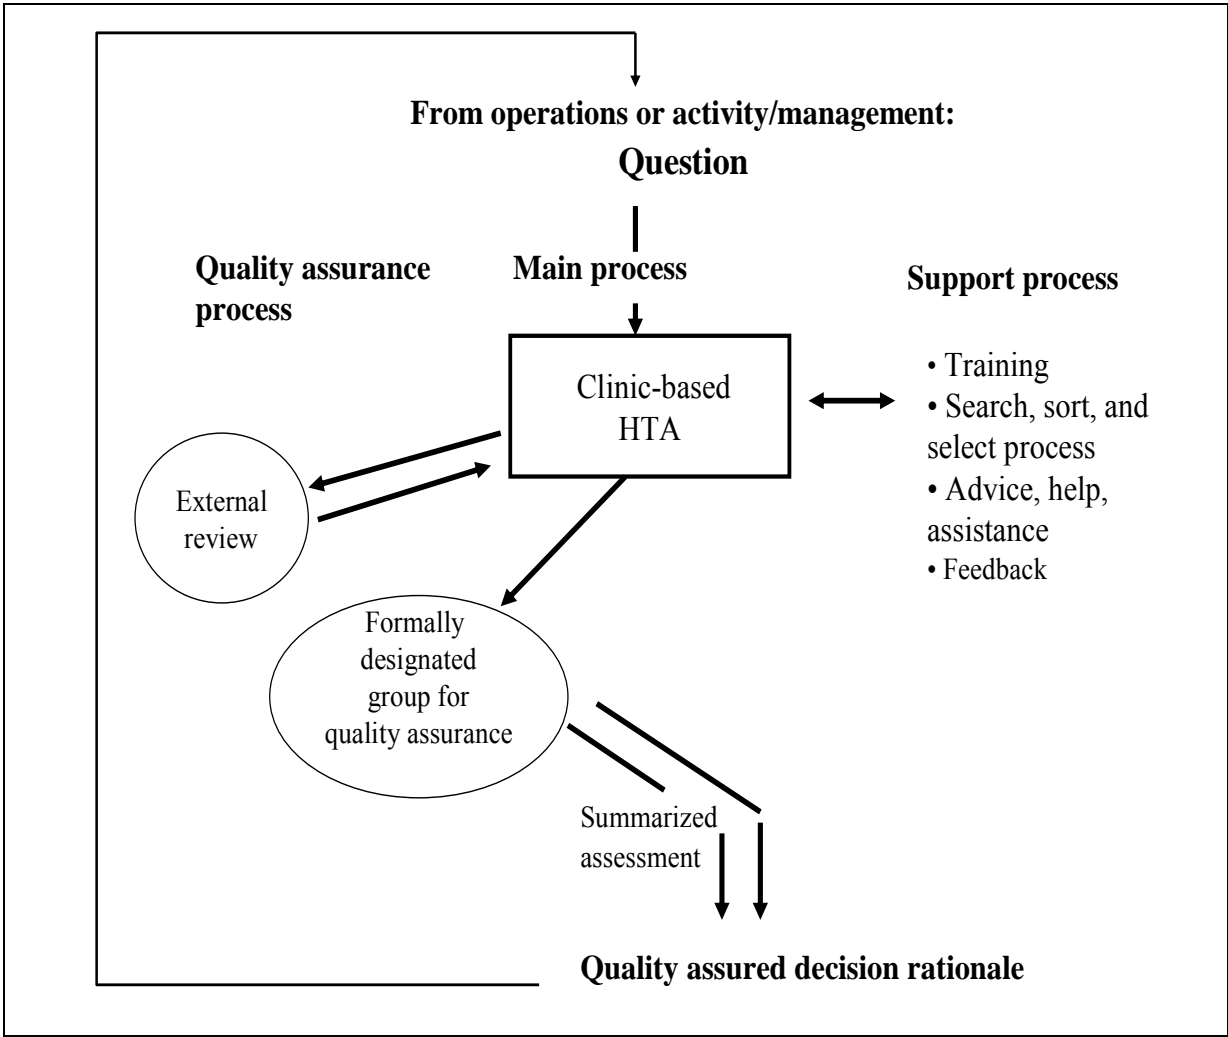 From operations or activity/management:
Question
Quality assurance
process
Main process
Support process
Clinic-based
HTA
• Training
• Search, sort, and
select process
• Advice, help,
assistance
• Feedback
External
review
Formally
designated
group for
quality assurance
Summarized
assessment
Quality assured decision rationale